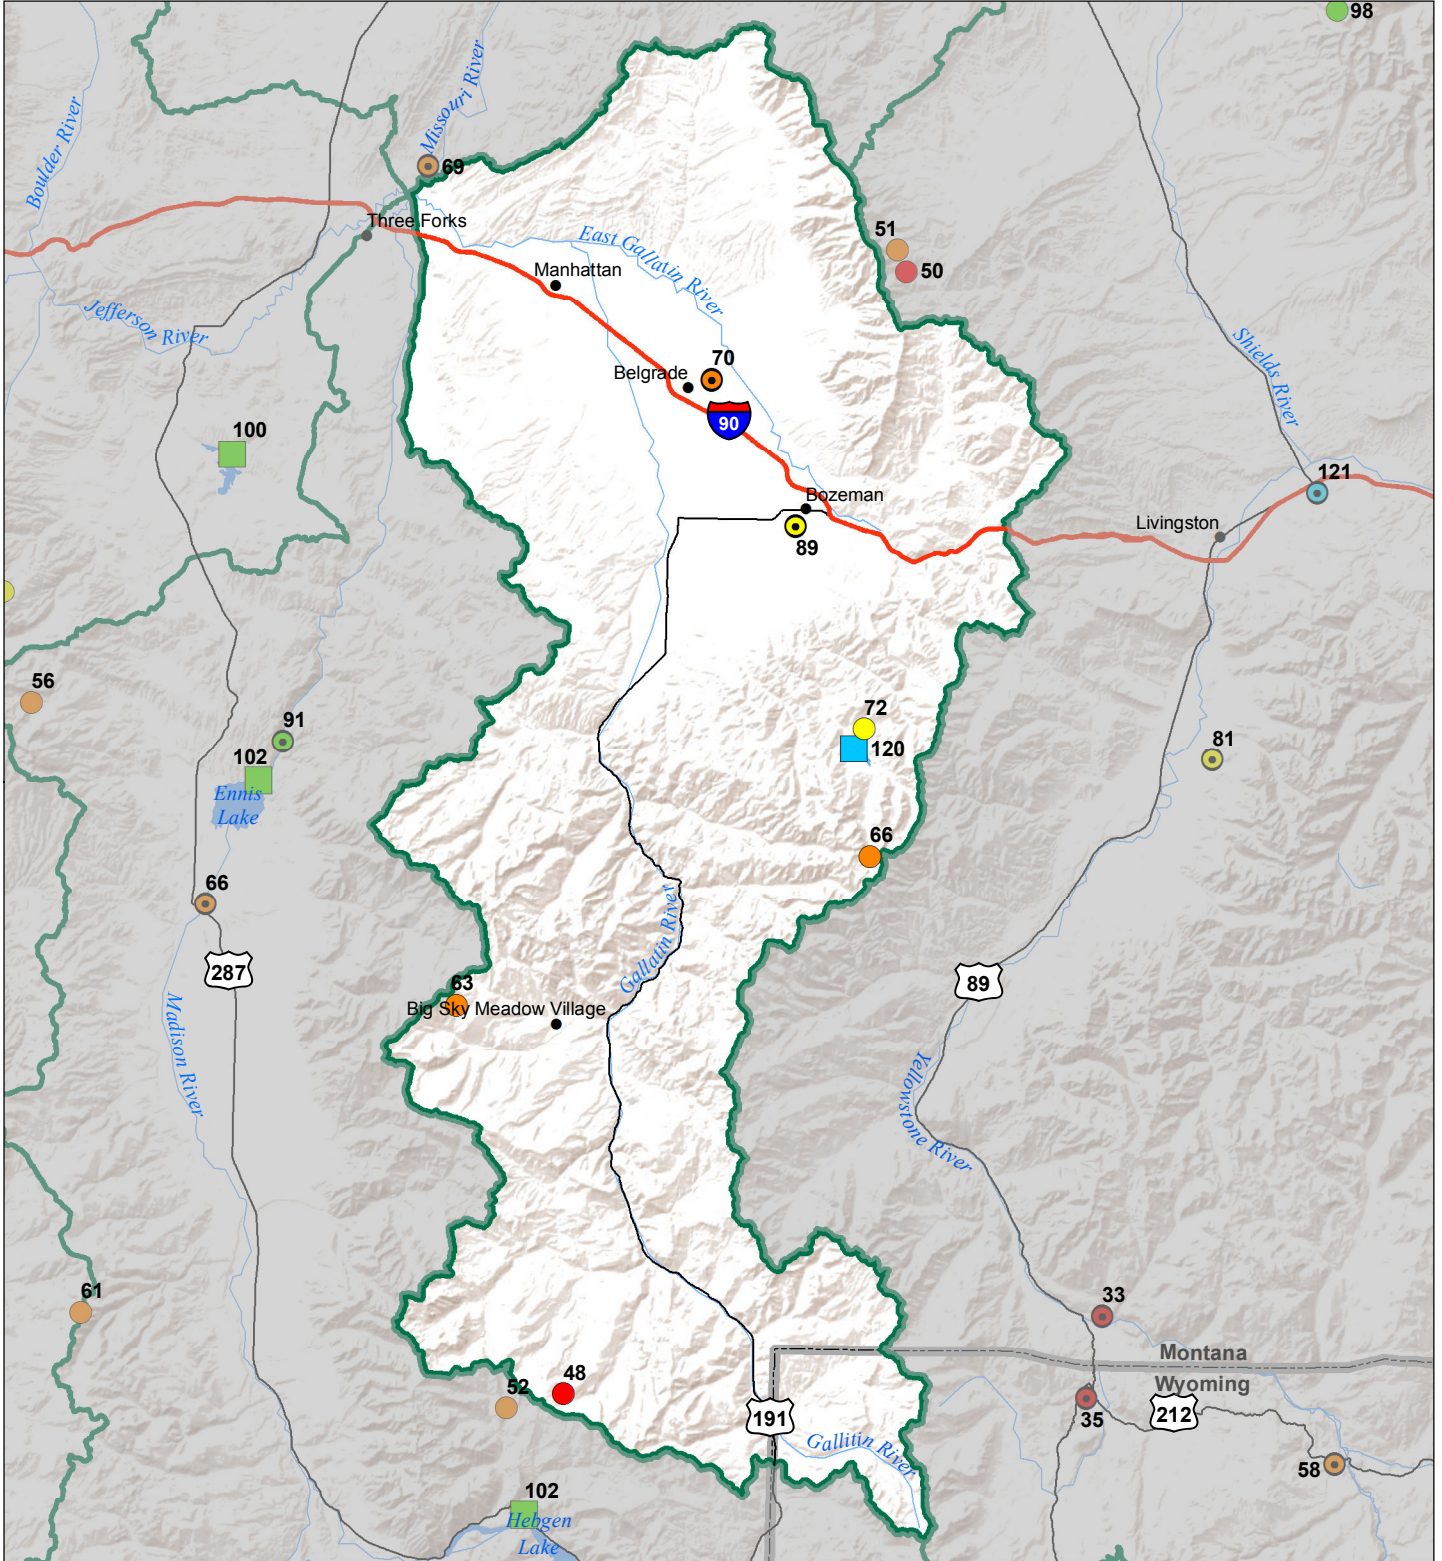 98
Missouri River
Boulder River
69
Three Forks
51
East Gallatin River
50
Manhattan
Jefferson River
Shields River
70
Belgrade
90
100
121
Bozeman
Livingston
89
56
72
91
120
81
102
Ennis
Lake
66
66
Gallatin River
287
89
63
Big Sky Meadow Village
Madison River
Yellowstone River
61
33
Montana
Wyoming
48
52
35
212
191
Gallitin River
58
102
Hebgen
Lake